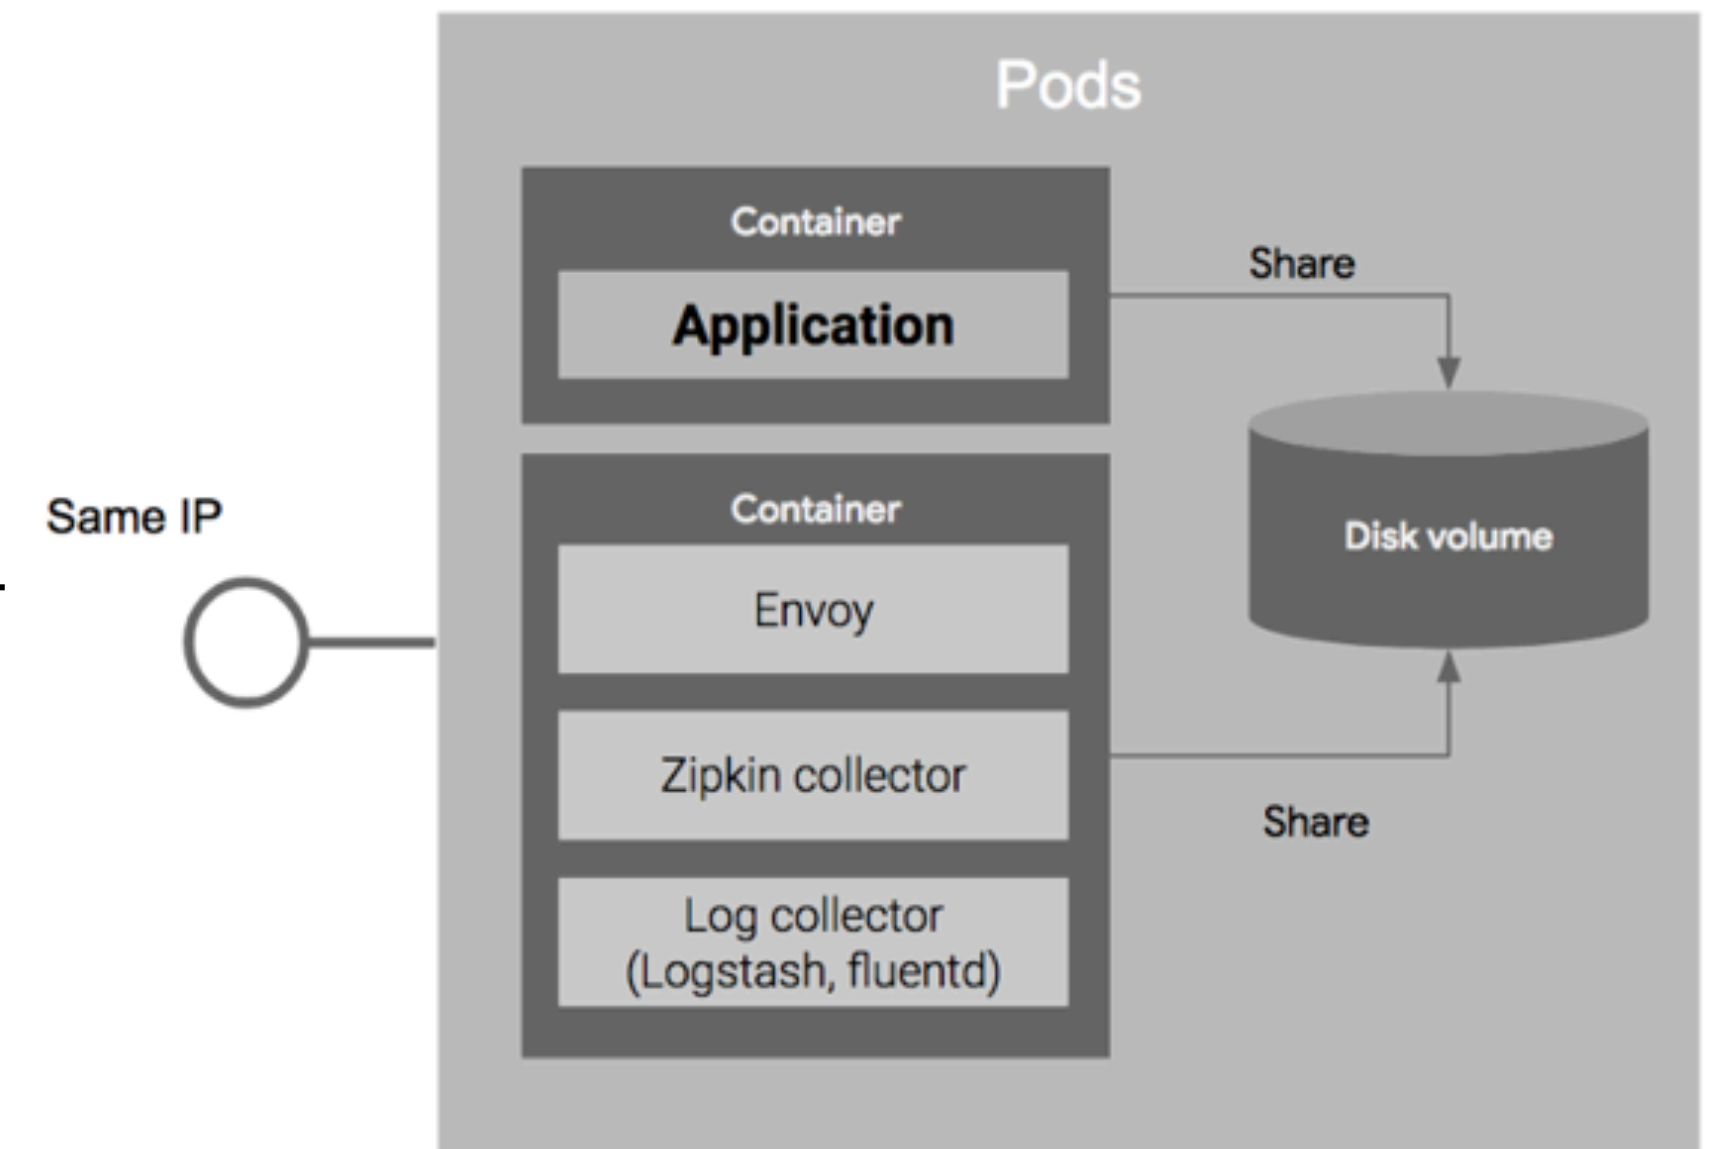 Pods
Container
Application
Share
Same IP
Container
Envoy
Disk volume
Zipkin collector
Share
Log collector
(Logstash, fluentd)